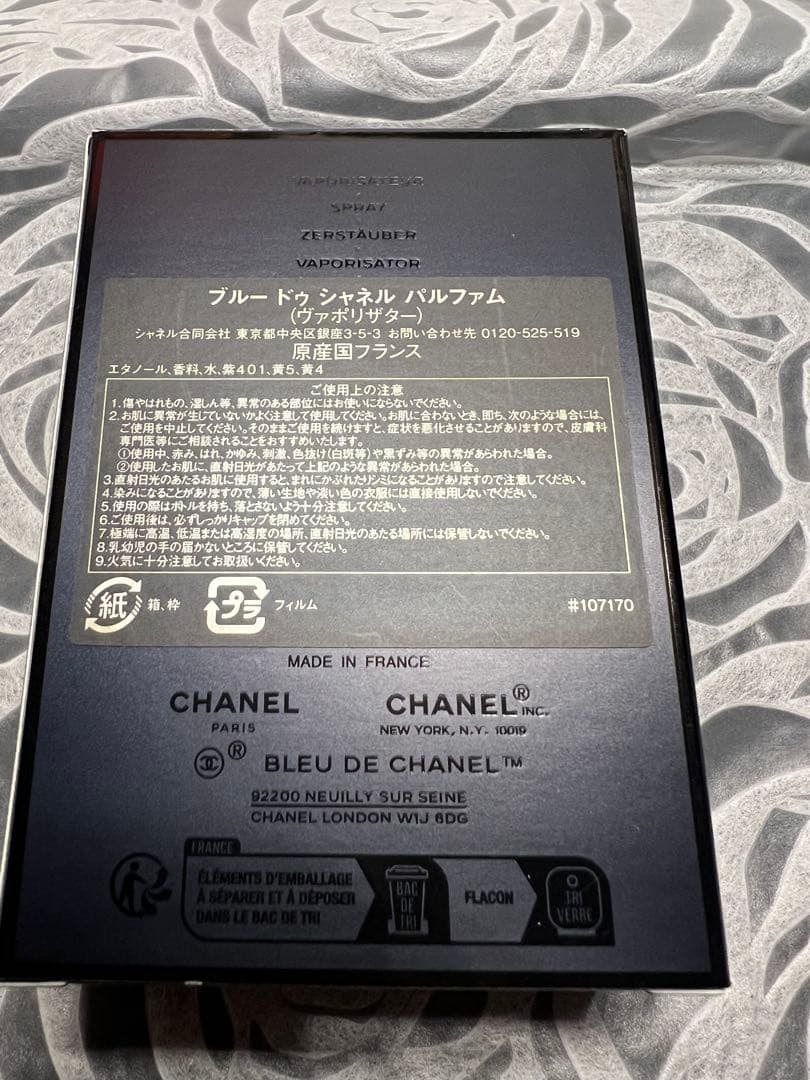 VAPORISATEUR
SPRAY
ZERSTÄUBER
VAPORISATOR
ブルー ドゥ シャネル パルファム
(ヴァポリザター)
シャネル合同会社 東京都中央区銀座3-5-3 お問い合わせ先 0120-525-519
原産国フランス
エタノール、香料、水、紫401、黄5、黄4
ご使用上の注意
1.傷やはれもの、湿しん等、異常のある部位にはお使いにならないでください。
2.お肌に異常が生じていないかよく注意して使用してください。お肌に合わないとき、即ち、次のような場合には、
ご使用を中止してください。そのまますご使用を続けますと、症状を悪化させることがありますので、皮膚科
専門医等にご相談されることをおすすめいたします。
①使用中、赤み、はれ、かゆみ、刺激、色抜け(白斑等)や黒ずみ等の異常があらわれた場合。
②使用したお肌に、直射日光があたって上記のような異常があらわれた場合。
3.直射日光のあたるお肌に使用すると、まれにかぶれたりシミになることがありますので注意してください。
4.染みになることがありますので、薄い生地や淡い色の衣服には直接使用しないでください。
5.使用の際はボトルを持ち、落とさないよう十分注意してください。
6.ご使用後は、必ずしっかりキャップを閉めてください。
7.極端に高温、低温または高湿度の場所、直射日光のあたる場所には保管しないでください。
8.乳幼児の手の届かないところに保管してください。
9.火気に十分注意してお取扱いください。
紙 箱、枠 プラ フィルム #107170
MADE IN FRANCE
CHANEL CHANEL® INC.
PARIS NEW YORK, N.Y. 10019
® BLEU DE CHANEL™
92200 NEUILLY SUR SEINE
CHANEL LONDON W1J 6DG
FRANCE
ÉLÉMENTS D'EMBALLAGE
À SÉPARER ET À DÉPOSER
DANS LE BAC DE TRI
BAC
DE
TRI
FLACON
TRI
VERRE